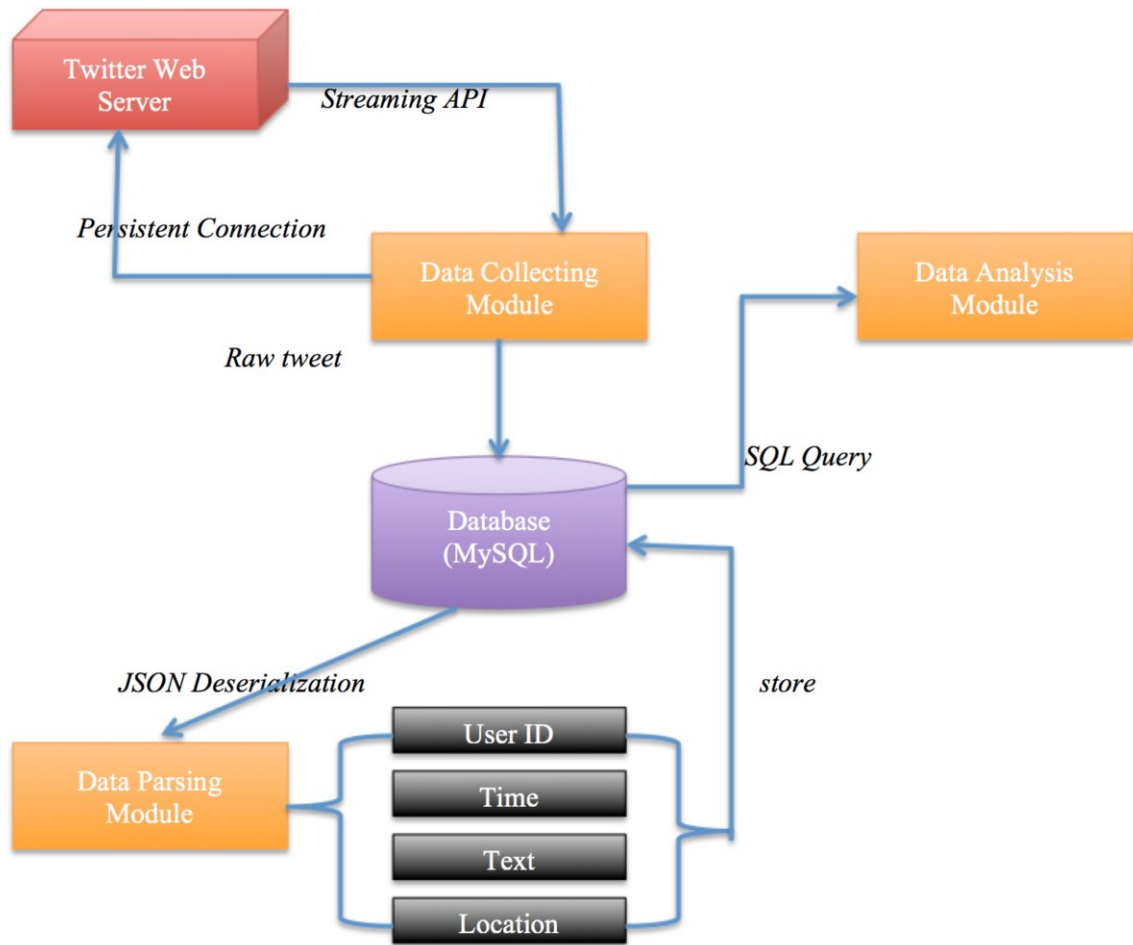 Twitter Web
Server
Streaming API
Persistent Connection
Data Collecting
Module
Data Analysis
Module
Raw tweet
SQL Query
Database
(MySQL)
JSON Deserialization
store
User ID
Data Parsing
Module
Time
Text
Location